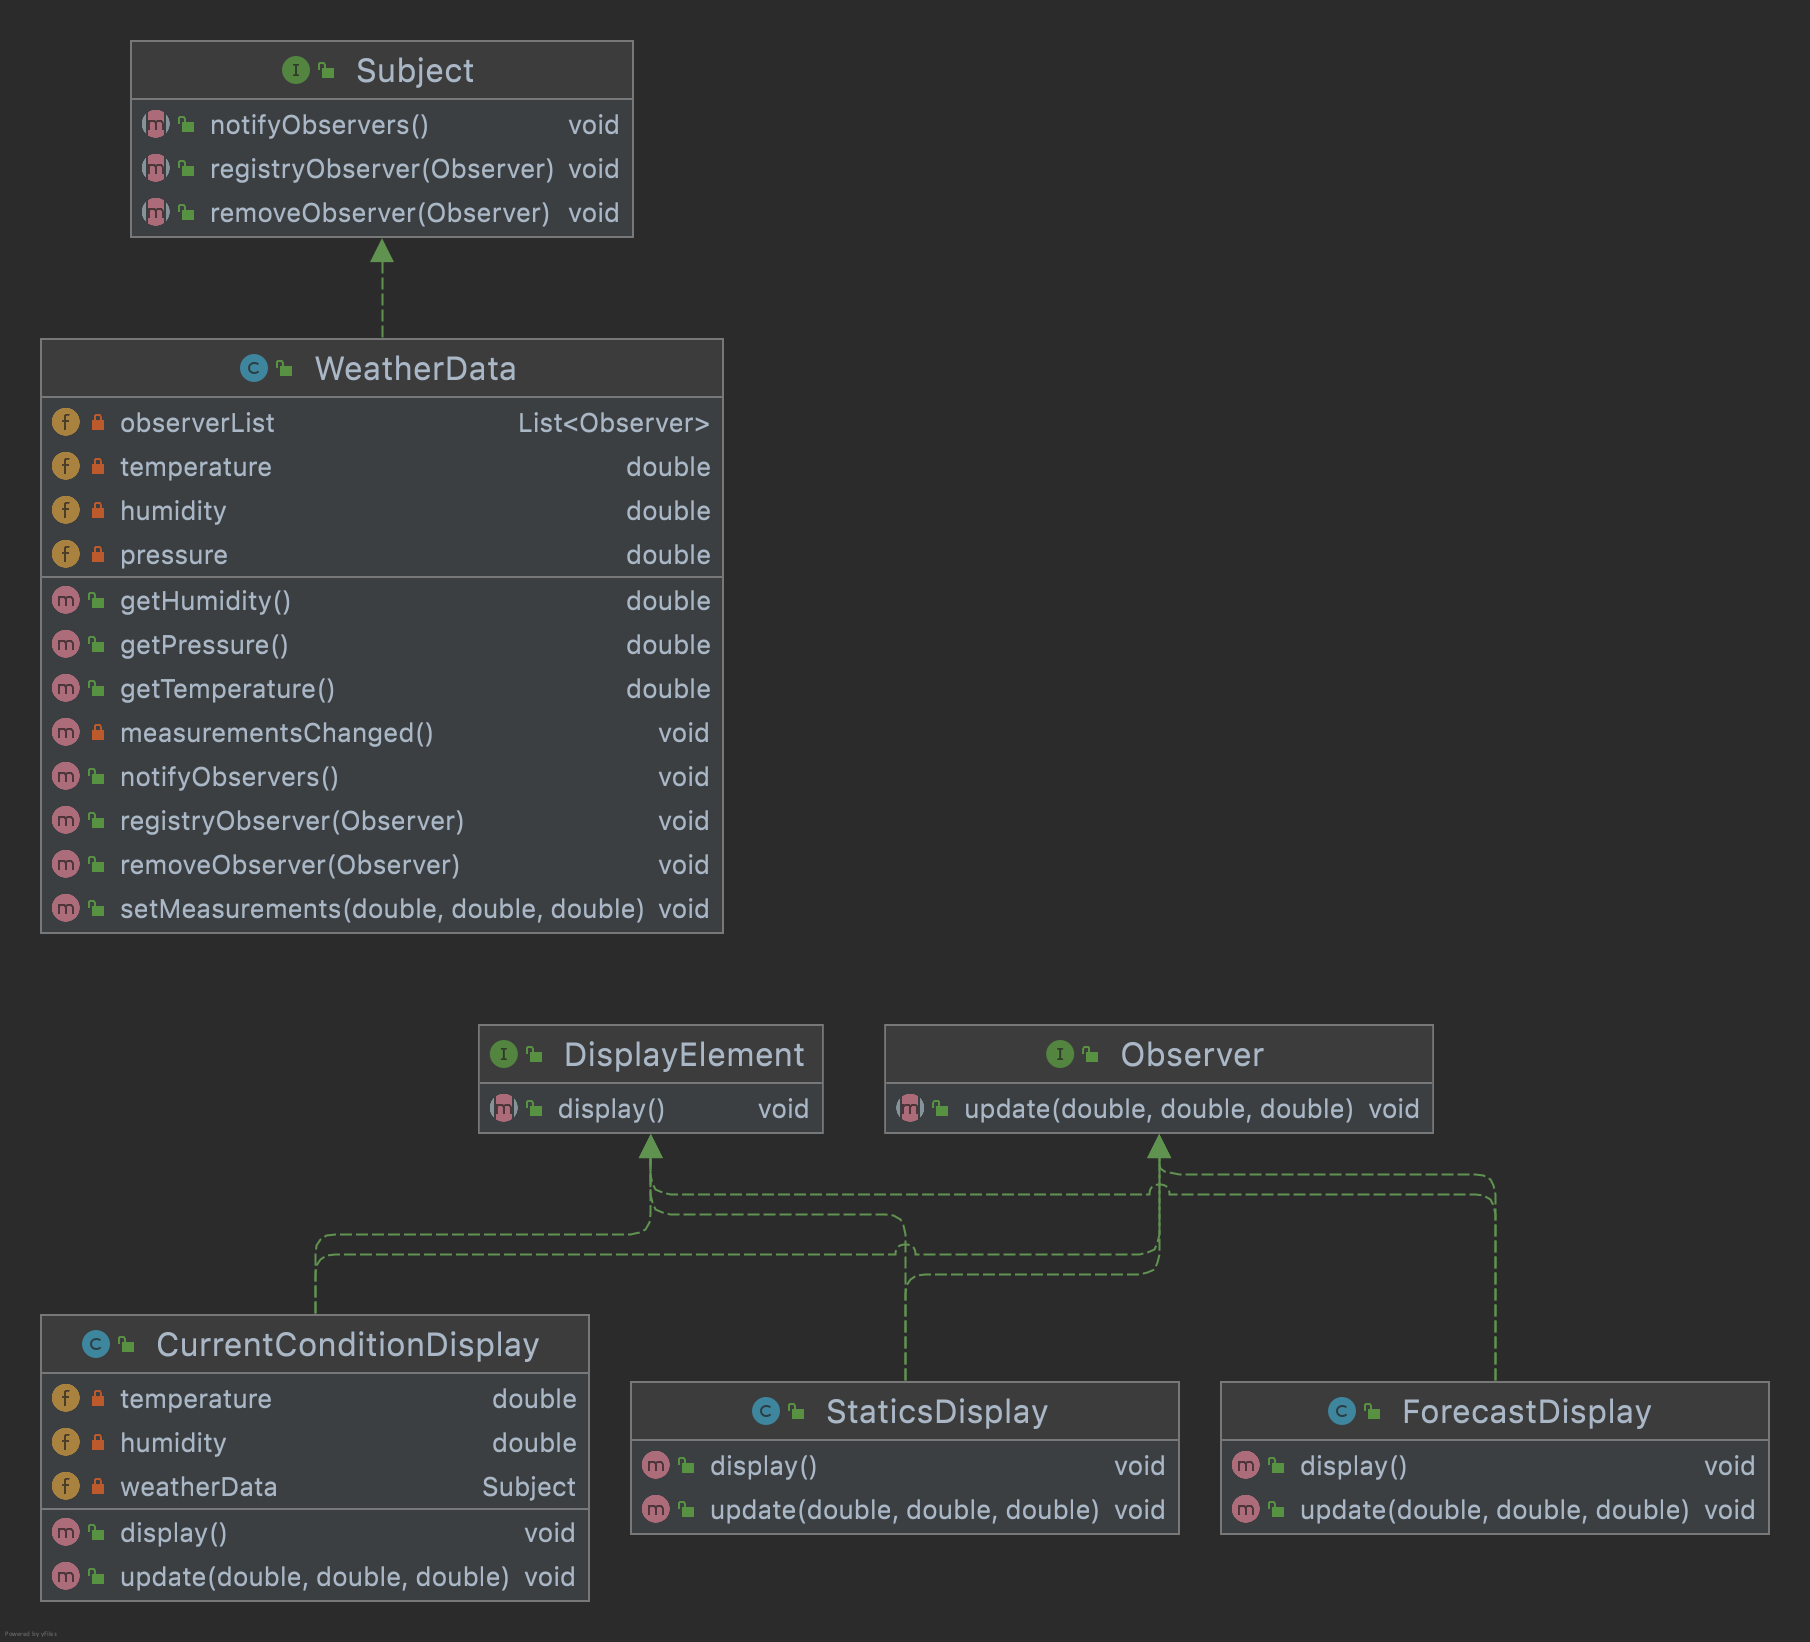 Subject
notifyObservers() void
registryObserver(Observer) void
removeObserver(Observer) void
WeatherData
observerList List<Observer>
temperature double
humidity double
pressure double
getHumidity() double
getPressure() double
getTemperature() double
measurementsChanged() void
notifyObservers() void
registryObserver(Observer) void
removeObserver(Observer) void
setMeasurements(double, double, double) void
DisplayElement
display() void
Observer
update(double, double, double) void
CurrentConditionDisplay
temperature double
humidity double
weatherData Subject
display() void
update(double, double, double) void
StaticsDisplay
display() void
update(double, double, double) void
ForecastDisplay
display() void
update(double, double, double) void
Powered by yFiles